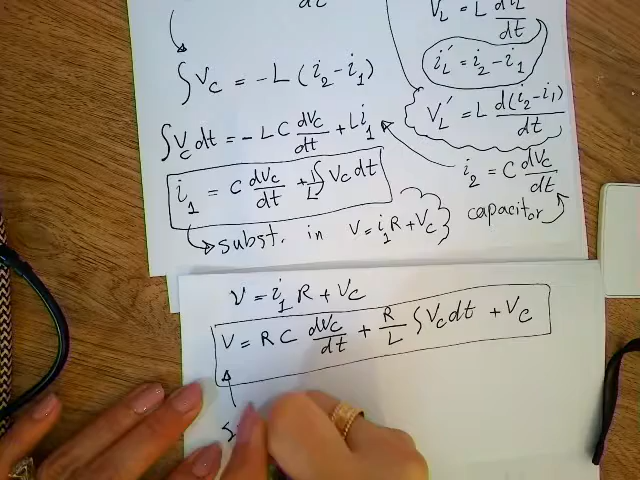 dt
V_L = L di_L/dt
∫V_C = -L (i_2 - i_1)
i_L' = i_2 - i_1
V_L' = L d(i_2 - i_1)/dt
∫V_C dt = -LC dV_C/dt + Li_1
i_1 = C dV_C/dt + 1/L ∫V_C dt
i_2 = C dV_C/dt
capacitor
subst. in V = i_1 R + V_C
V = i_1 R + V_C
V = RC dV_C/dt + R/L ∫V_C dt + V_C